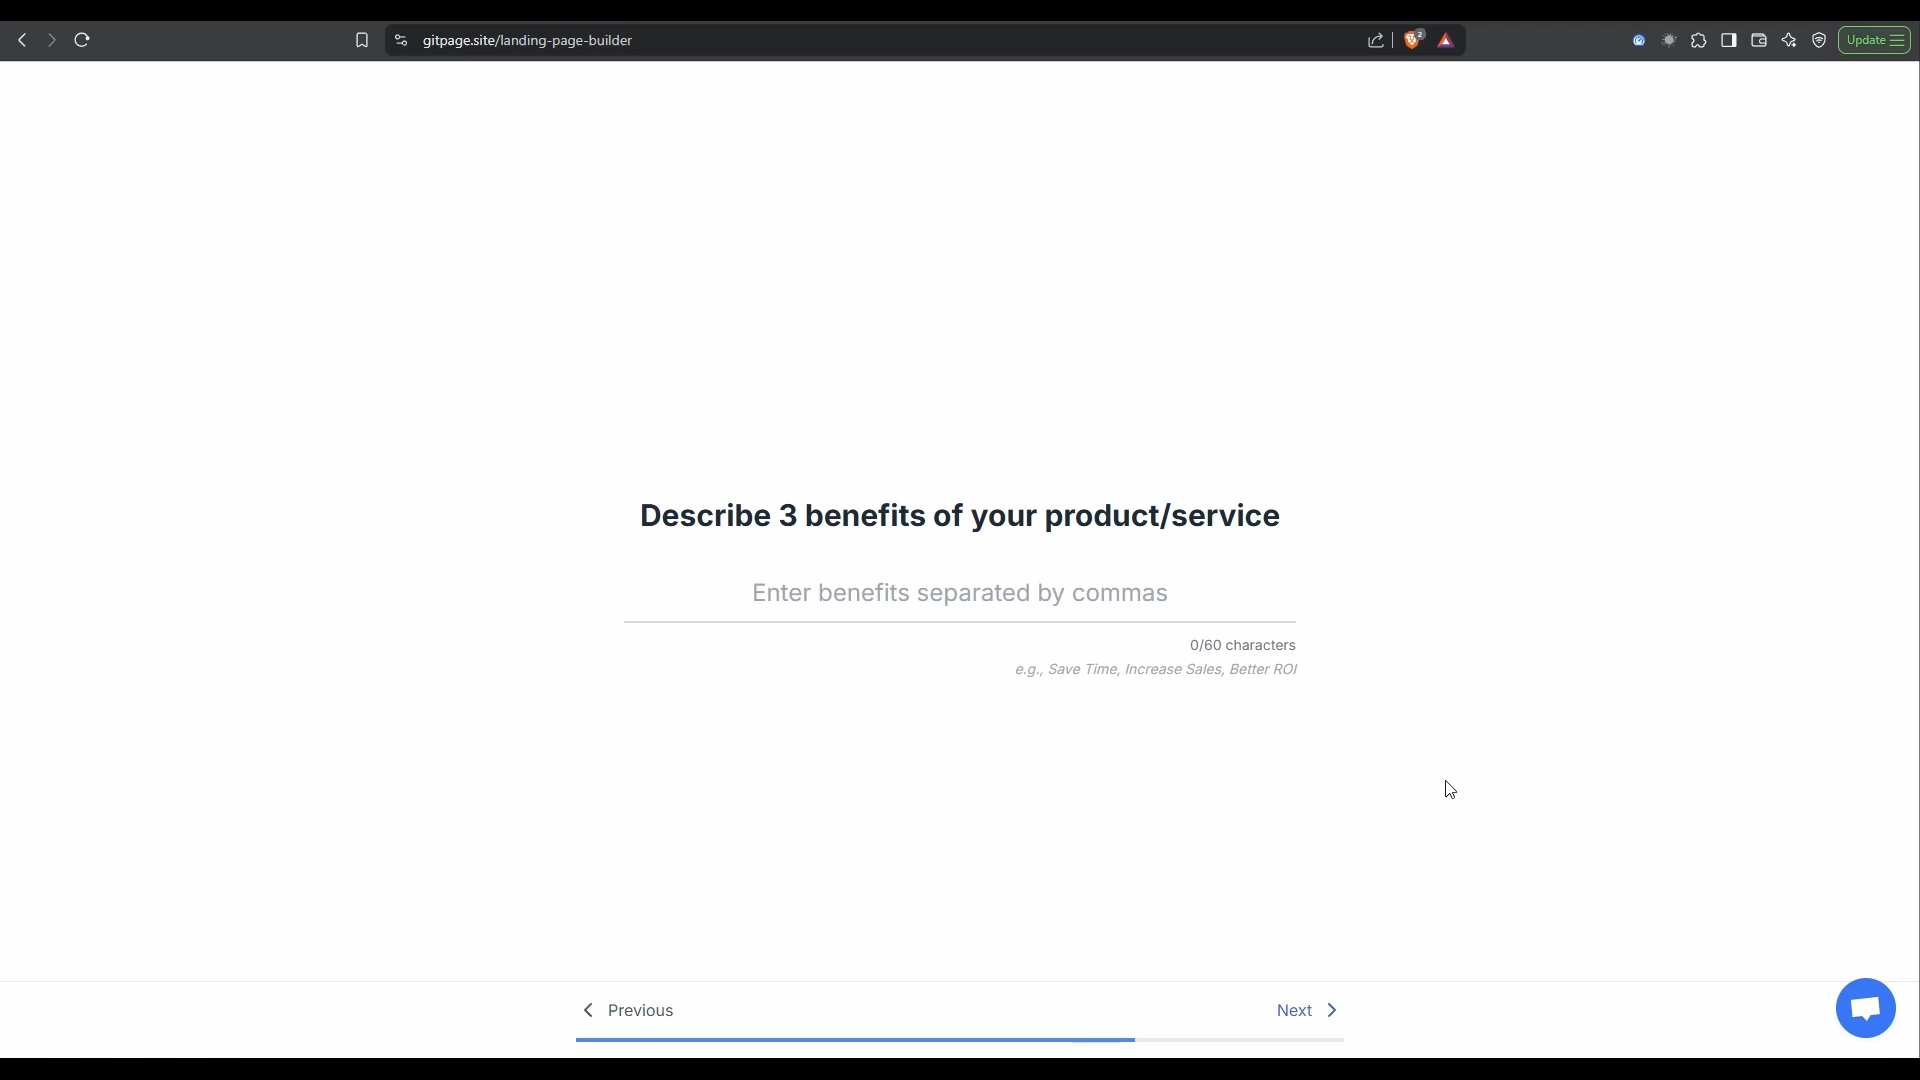 gitpage.site/landing-page-builder
2
Update
Describe 3 benefits of your product/service
Enter benefits separated by commas
0/60 characters
e.g., Save Time, Increase Sales, Better ROI
Previous
Next